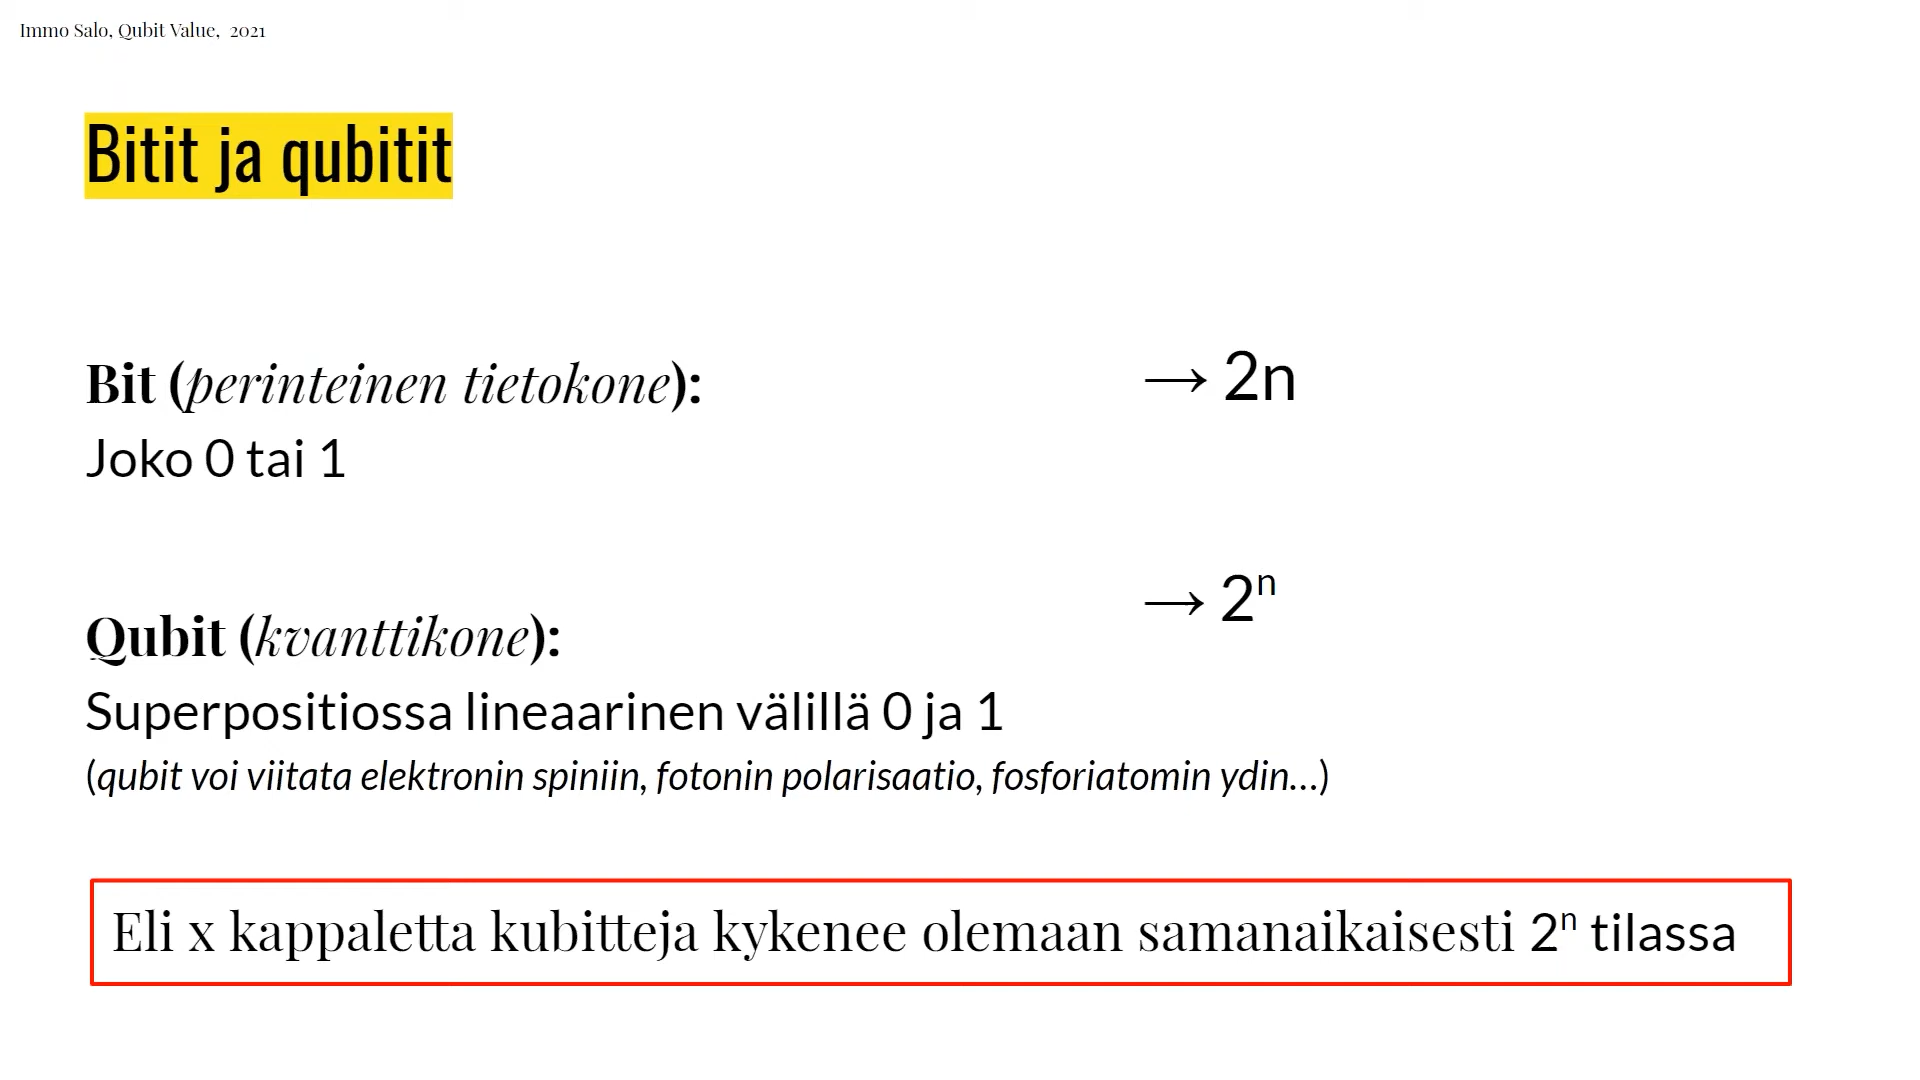 Immo Salo, Qubit Value, 2021
Bitit ja qubitit
Bit (perinteinen tietokone):
→ 2n
Joko 0 tai 1
→ 2ⁿ
Qubit (kvanttikone):
Superpositiossa lineaarinen välillä 0 ja 1
(qubit voi viitata elektronin spiniin, fotonin polarisaatio, fosforiatomin ydin...)
Eli x kappaletta kubitteja kykenee olemaan samanaikaisesti 2ⁿ tilassa